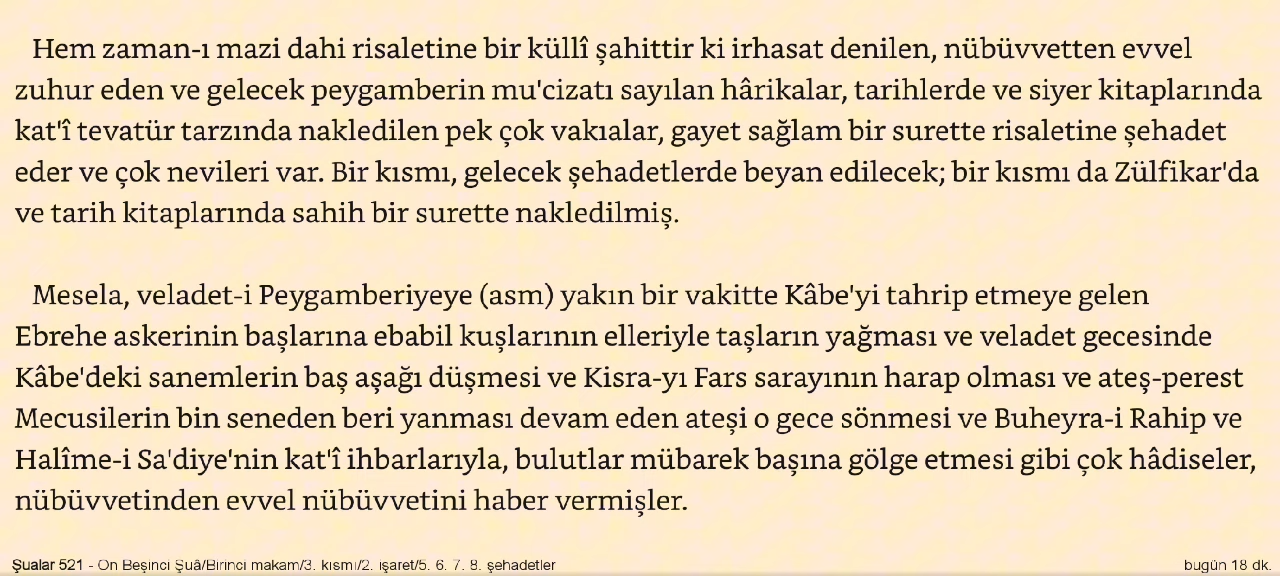 Hem zaman-ı mazi dahi risaletine bir küllî şahittir ki irhasat denilen, nübüvvetten evvel
zuhur eden ve gelecek peygamberin mu'cizatı sayılan hârikalar, tarihlerde ve siyer kitaplarında
kat'î tevatür tarzında nakledilen pek çok vakıalar, gayet sağlam bir surette risaletine şehadet
eder ve çok nevileri var. Bir kısmı, gelecek şehadetlerde beyan edilecek; bir kısmı da Zülfikar'da
ve tarih kitaplarında sahih bir surette nakledilmiş.
Mesela, veladet-i Peygamberiyeye (asm) yakın bir vakitte Kâbe'yi tahrip etmeye gelen
Ebrehe askerinin başlarına ebabil kuşlarının elleriyle taşların yağması ve veladet gecesinde
Kâbe'deki sanemlerin baş aşağı düşmesi ve Kisra-yı Fars sarayının harap olması ve ateş-perest
Mecusilerin bin seneden beri yanması devam eden ateşi o gece sönmesi ve Buheyra-i Rahip ve
Halîme-i Sa'diye'nin kat'î ihbarlarıyla, bulutlar mübarek başına gölge etmesi gibi çok hâdiseler,
nübüvvetinden evvel nübüvvetini haber vermişler.
Şualar 521 - On Beşinci Şuâ/Birinci makam/3. kısmı/2. işaret/5. 6. 7. 8. şehadetler
bugün 18 dk.